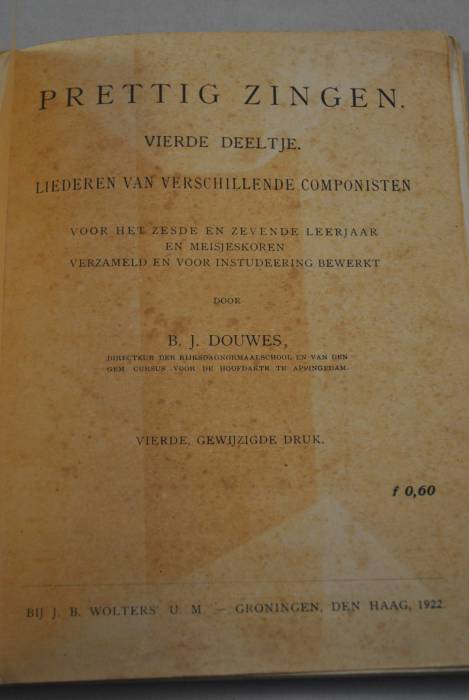 PRETTIG ZINGEN.
VIERDE DEELTJE.
LIEDEREN VAN VERSCHILLENDE COMPONISTEN
VOOR HET ZESDE EN ZEVENDE LEERJAAR
EN MEISJESKOREN
VERZAMELD EN VOOR INSTUDEERING BEWERKT
DOOR
B. J. DOUWES,
DIRECTEUR DER RIJKSDAGNORMAALSCHOOL EN VAN DEN
GEM. CURSUS VOOR DE HOOFDAKTE TE APPINGEDAM.
VIERDE, GEWIJZIGDE DRUK.
f 0,60
BIJ J. B. WOLTERS' U. M. — GRONINGEN, DEN HAAG, 1922.